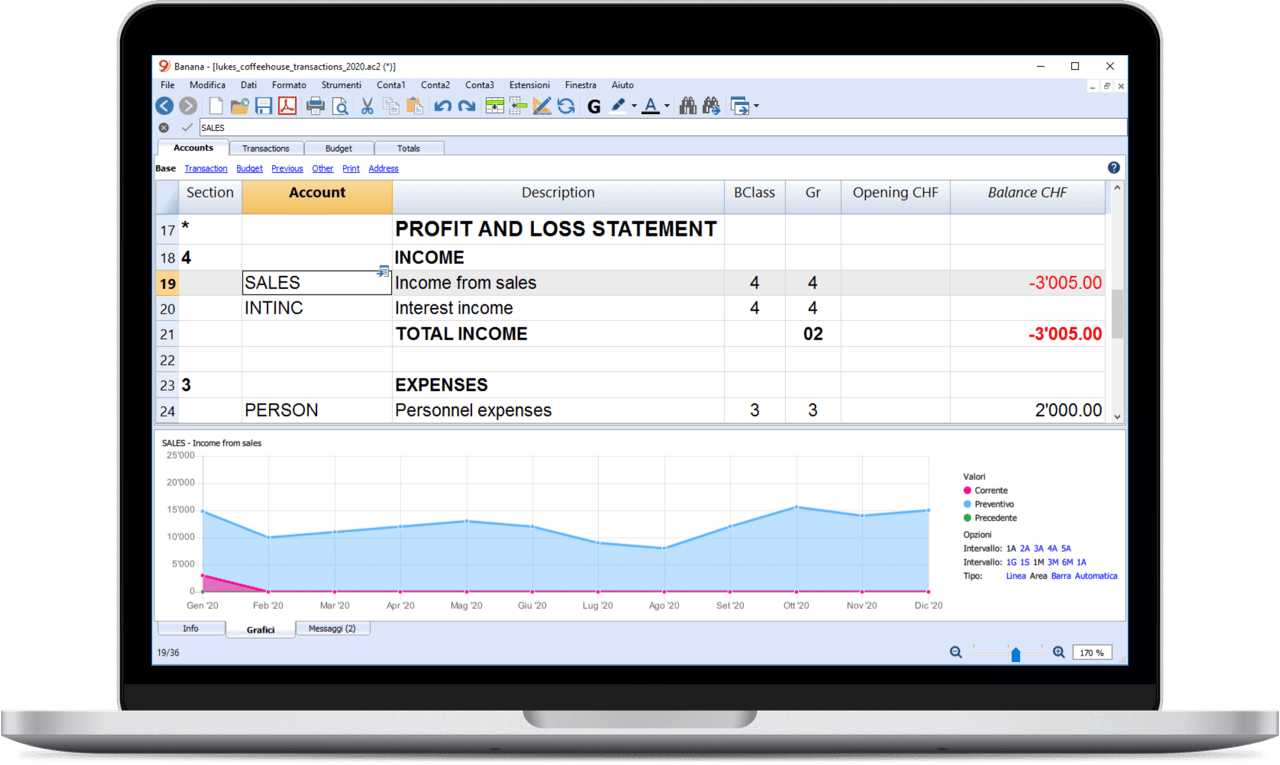 9 Banana - [lukes_coffeehouse_transactions_2020.ac2 (*)]
File Modifica Dati Formato Strumenti Conta1 Conta2 Conta3 Estensioni Finestra Aiuto
G A
SALES
Accounts Transactions Budget Totals
Base Transaction Budget Previous Other Print Address ?
Section Account Description BClass Gr Opening CHF Balance CHF
17 * PROFIT AND LOSS STATEMENT
18 4 INCOME
19 SALES Income from sales 4 4 -3'005.00
20 INTINC Interest income 4 4
21 TOTAL INCOME 02 -3'005.00
22
23 3 EXPENSES
24 PERSON Personnel expenses 3 3 2'000.00
SALES - Income from sales
25'000
20'000
15'000
10'000
5'000
0
Gen '20 Feb '20 Mar '20 Apr '20 Mag '20 Giu '20 Lug '20 Ago '20 Set '20 Ott '20 Nov '20 Dic '20
Valori
Corrente
Preventivo
Precedente
Opzioni
Intervallo: 1A 2A 3A 4A 5A
Intervallo: 1G 1S 1M 3M 6M 1A
Tipo: Linea Area Barra Automatica
Info Grafici Messaggi (2)
19/36 170 %